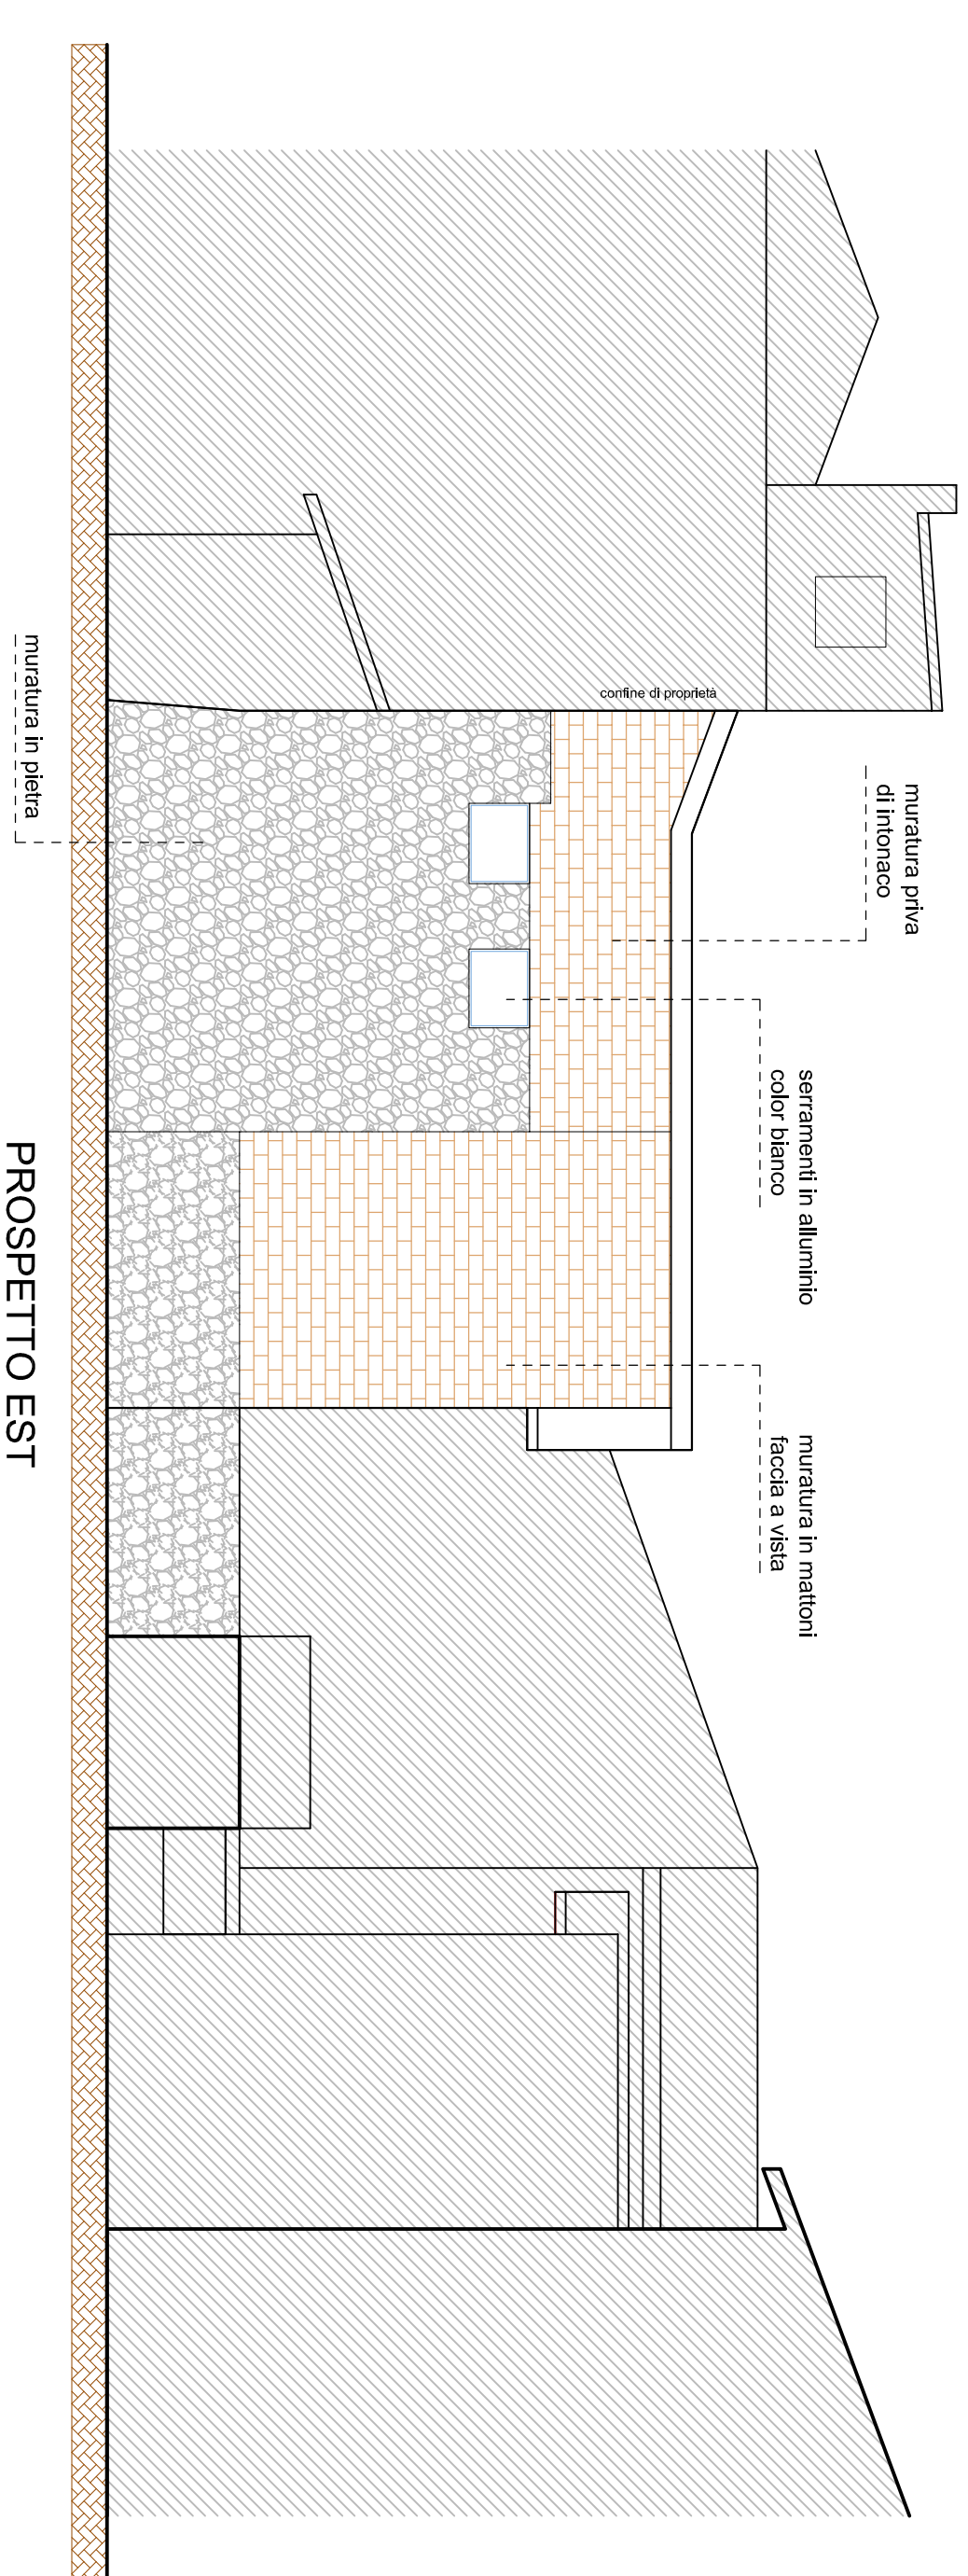 muratura priva
di intonaco
serramenti in alluminio
color bianco
muratura in mattoni
faccia a vista
confine di proprietà
muratura in pietra
PROSPETTO EST